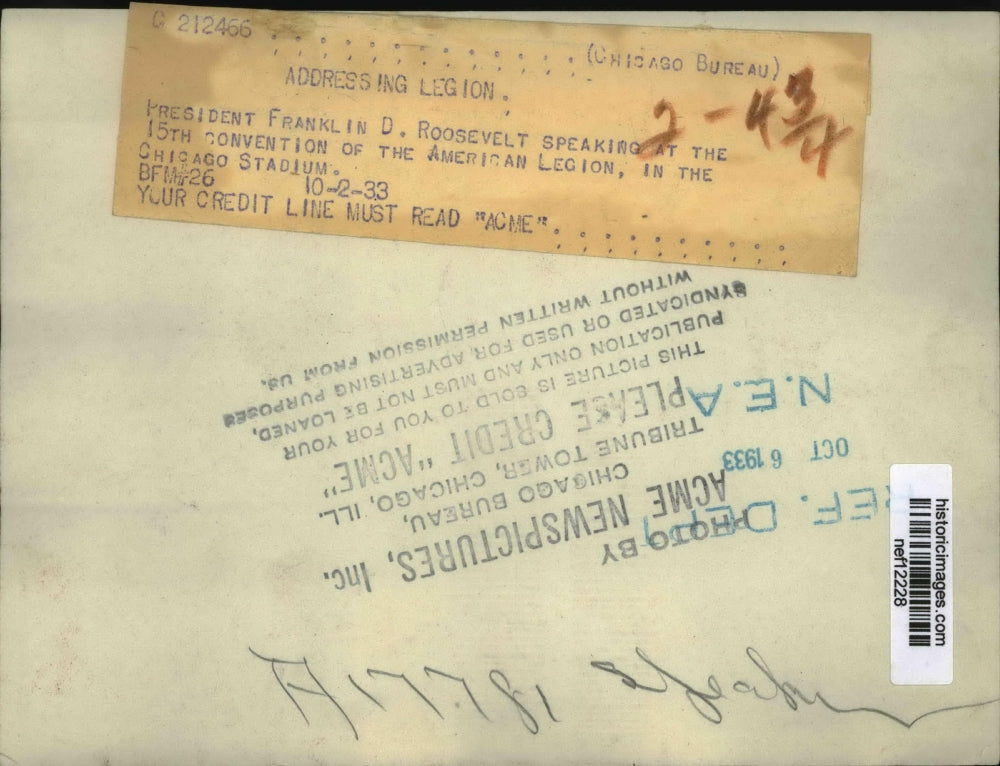 C 212466 . . . . . . . . . . . . (CHICAGO BUREAU)
ADDRESSING LEGION.
PRESIDENT FRANKLIN D. ROOSEVELT SPEAKING AT THE
15TH CONVENTION OF THE AMERICAN LEGION, IN THE
CHICAGO STADIUM.
BFM#26 10-2-33
YOUR CREDIT LINE MUST READ "ACME". . . . . . . . . .
2 - 4 3/4
PHOTO BY
ACME NEWSPICTURES, Inc.
CHICAGO BUREAU,
TRIBUNE TOWER, CHICAGO, ILL.
PLEASE CREDIT "ACME"
THIS PICTURE IS SOLD TO YOU FOR YOUR
PUBLICATION ONLY AND MUST NOT BE LOANED,
SYNDICATED OR USED FOR ADVERTISING PURPOSES
WITHOUT WRITTEN PERMISSION FROM US.
REF. DEPT
OCT 6 1933
N.E.A
historicimages.com
nef12228